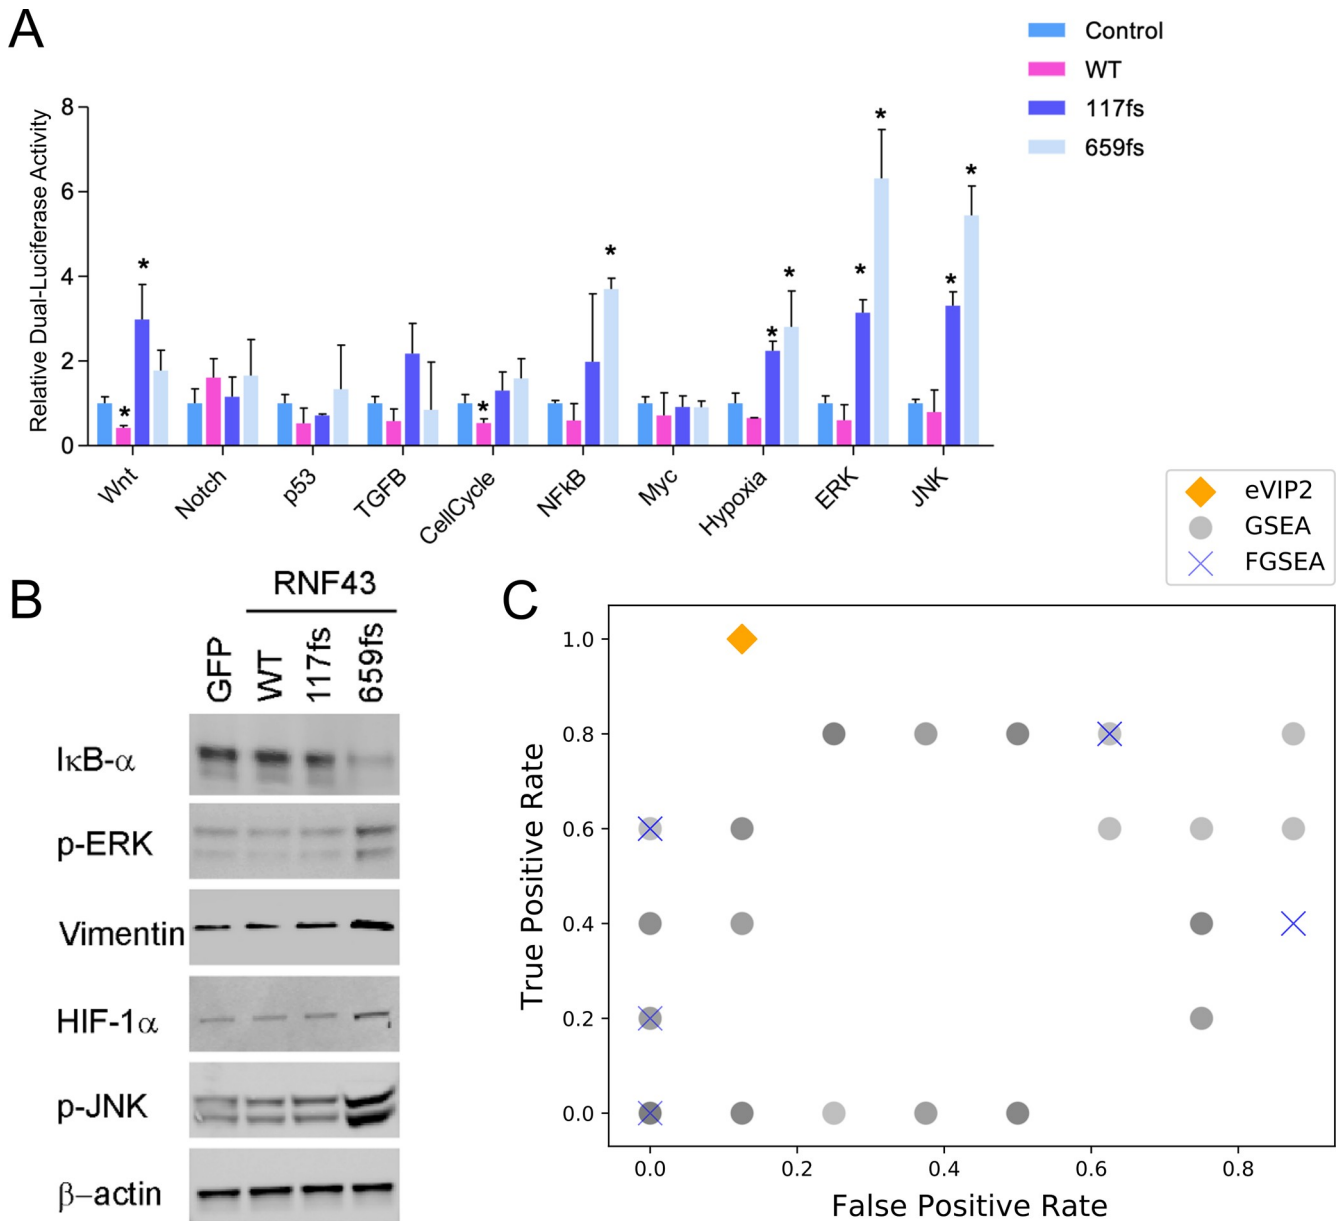 A
Control
WT
117fs
659fs
Relative Dual-Luciferase Activity
8
6
4
2
0
* * * * * * * * * * *
Wnt
Notch
p53
TGFB
CellCycle
NFkB
Myc
Hypoxia
ERK
JNK
B
RNF43
GFP
WT
117fs
659fs
IκB-α
p-ERK
Vimentin
HIF-1α
p-JNK
β-actin
C
eVIP2
GSEA
FGSEA
True Positive Rate
1.0
0.8
0.6
0.4
0.2
0.0
0.0 0.2 0.4 0.6 0.8
False Positive Rate